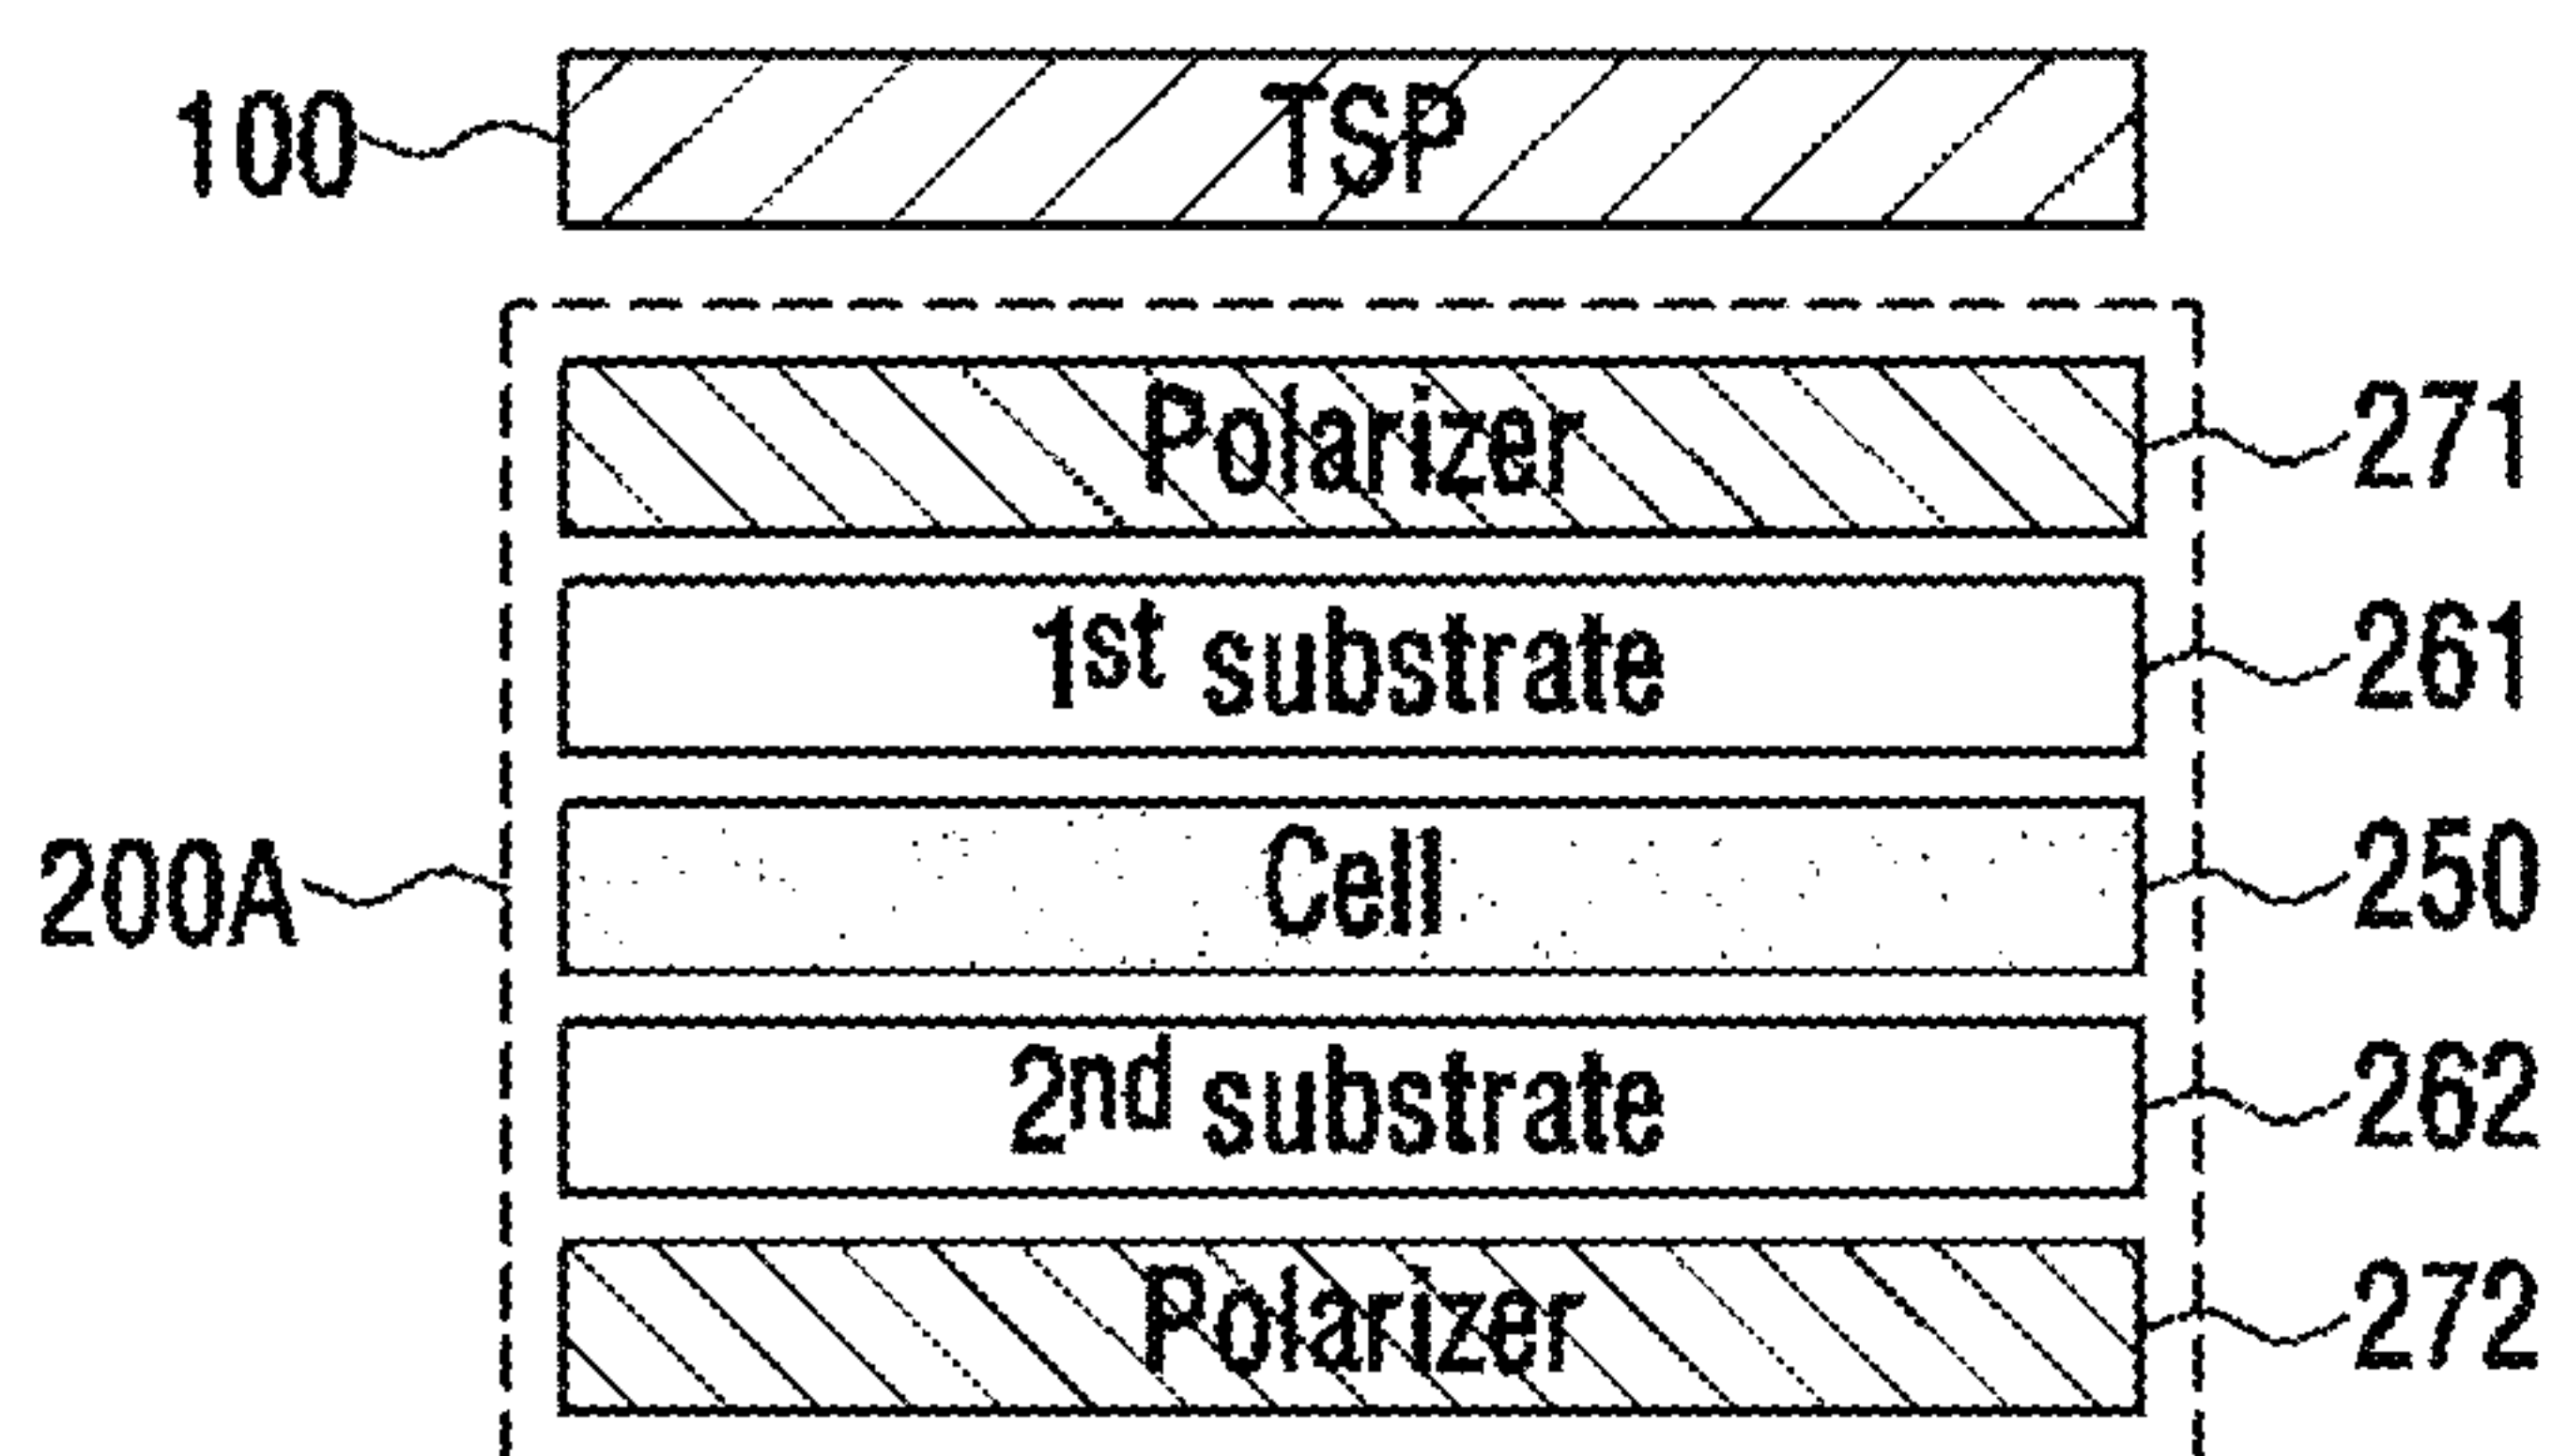 100 TSP
Polarizer 271
1st substrate 261
200A Cell 250
2nd substrate 262
Polarizer 272